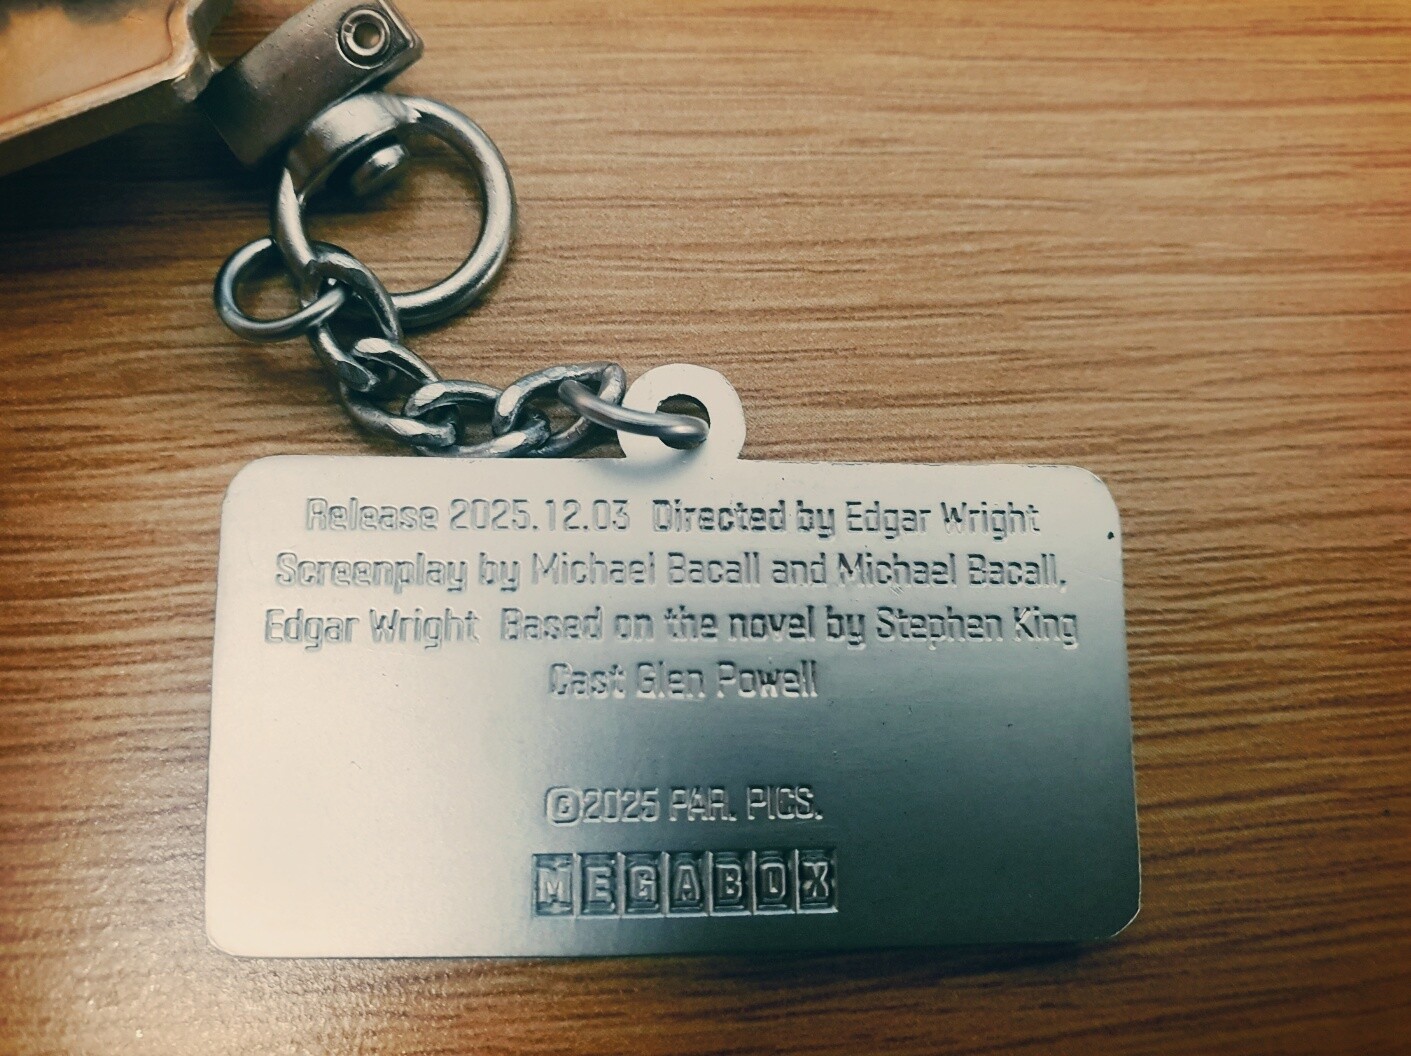 Release 2025.12.03 Directed by Edgar Wright
Screenplay by Michael Bacall and Michael Bacall,
Edgar Wright Based on the novel by Stephen King
Cast Glen Powell
©2025 PAR. PICS.
MEGABOX